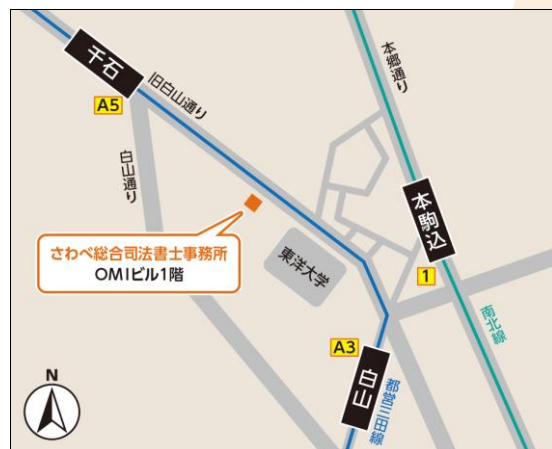 千石
A5
旧白山通り
白山通り
本郷通り
本駒込
1
南北線
さわべ総合司法書士事務所
OMIビル1階
東洋大学
A3
白山
都営三田線
N